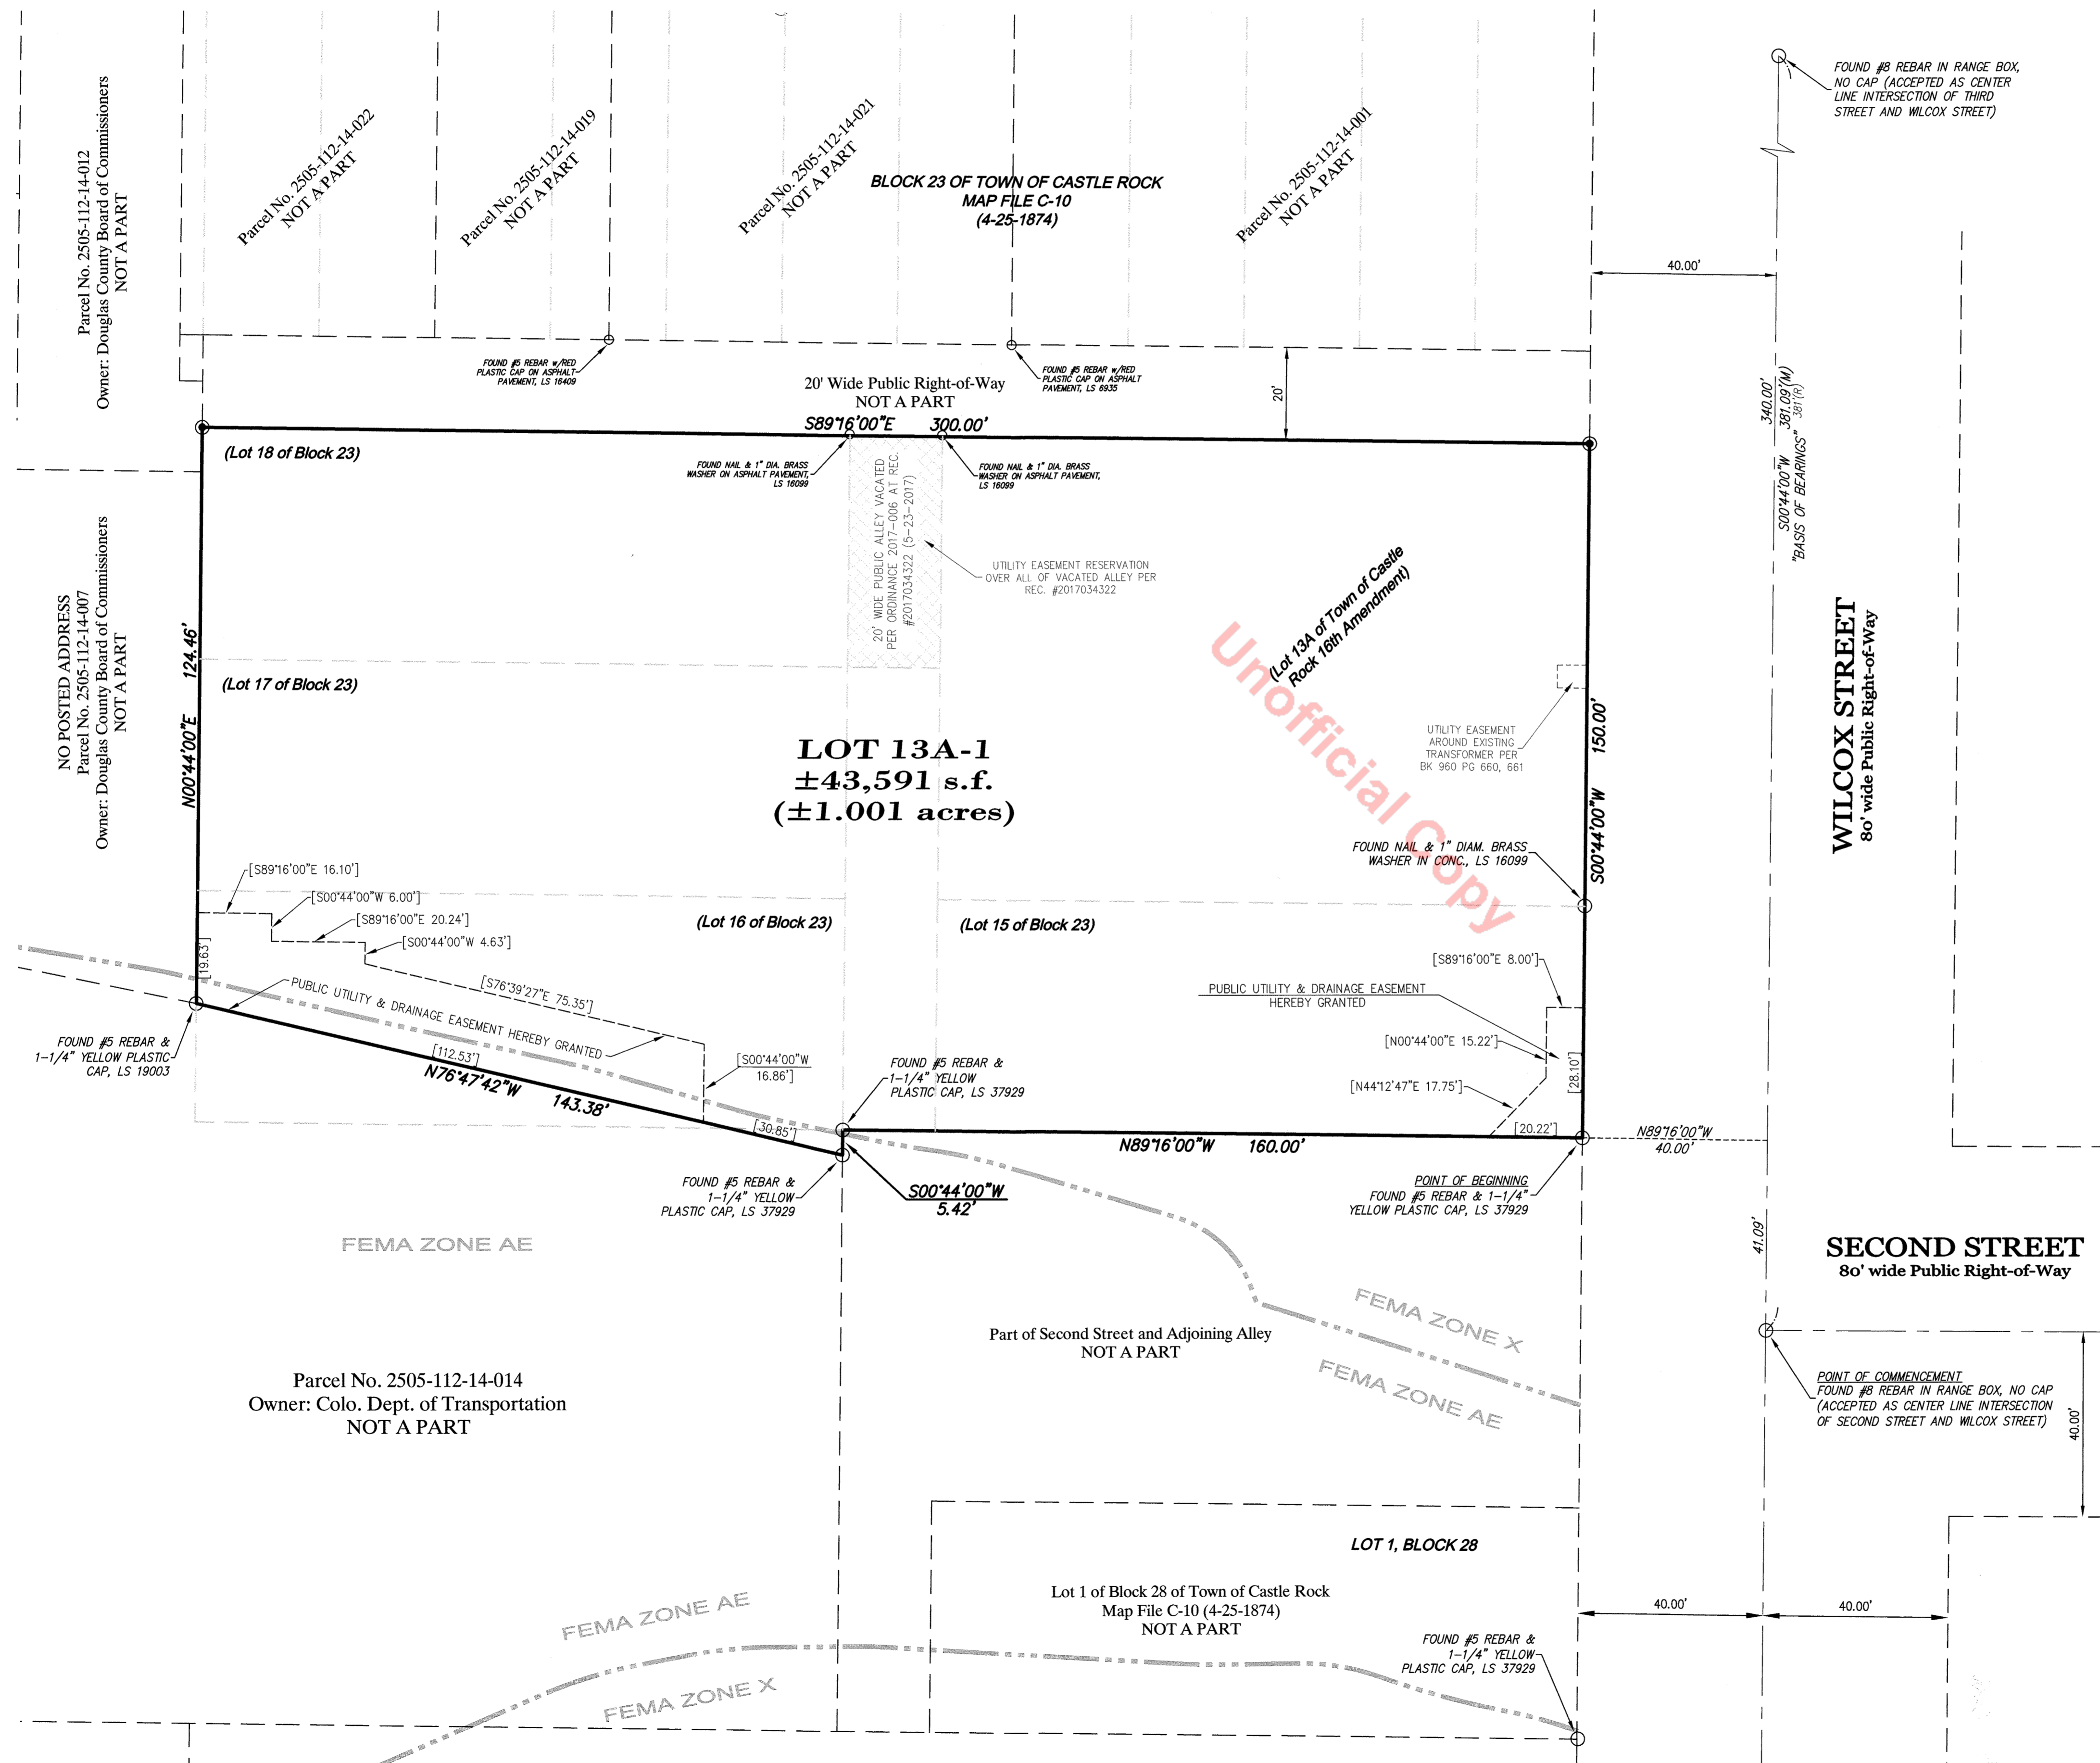 FOUND #8 REBAR IN RANGE BOX,
NO CAP (ACCEPTED AS CENTER
LINE INTERSECTION OF THIRD
STREET AND WILCOX STREET)
Parcel No. 2505-112-14-012
Owner: Douglas County Board of Commissioners
NOT A PART
Parcel No. 2505-112-14-022
NOT A PART
Parcel No. 2505-112-14-019
NOT A PART
Parcel No. 2505-112-14-021
NOT A PART
BLOCK 23 OF TOWN OF CASTLE ROCK
MAP FILE C-10
(4-25-1874)
Parcel No. 2505-112-14-001
NOT A PART
40.00'
FOUND #5 REBAR w/RED
PLASTIC CAP ON ASPHALT
PAVEMENT, LS 16409
20' Wide Public Right-of-Way
NOT A PART
FOUND #5 REBAR w/RED
PLASTIC CAP ON ASPHALT
PAVEMENT, LS 6935
20'
340.00'
S00°44'00"W 381.09'(M)
381'(R)
"BASIS OF BEARINGS"
S89°16'00"E 300.00'
(Lot 18 of Block 23)
FOUND NAIL & 1" DIA. BRASS
WASHER ON ASPHALT PAVEMENT,
LS 16099
20' WIDE PUBLIC ALLEY VACATED
PER ORDINANCE 2017-006 AT REC.
#2017034322 (5-23-2017)
FOUND NAIL & 1" DIA. BRASS
WASHER ON ASPHALT PAVEMENT,
LS 16099
UTILITY EASEMENT RESERVATION
OVER ALL OF VACATED ALLEY PER
REC. #2017034322
(Lot 13A of Town of Castle
Rock 16th Amendment)
Unofficial Copy
NO POSTED ADDRESS
Parcel No. 2505-112-14-007
Owner: Douglas County Board of Commissioners
NOT A PART
N00°44'00"E 124.46'
(Lot 17 of Block 23)
LOT 13A-1
±43,591 s.f.
(±1.001 acres)
UTILITY EASEMENT
AROUND EXISTING
TRANSFORMER PER
BK 960 PG 660, 661
S00°44'00"W 150.00'
WILCOX STREET
80' wide Public Right-of-Way
FOUND NAIL & 1" DIAM. BRASS
WASHER IN CONC., LS 16099
[S89°16'00"E 16.10']
[S00°44'00"W 6.00']
[S89°16'00"E 20.24']
[S00°44'00"W 4.63']
(Lot 16 of Block 23)
(Lot 15 of Block 23)
[19.63']
[S76°39'27"E 75.35']
PUBLIC UTILITY & DRAINAGE EASEMENT HEREBY GRANTED
[S89°16'00"E 8.00']
PUBLIC UTILITY & DRAINAGE EASEMENT
HEREBY GRANTED
[N00°44'00"E 15.22']
[28.10']
[N44°12'47"E 17.75']
[20.22']
FOUND #5 REBAR &
1-1/4" YELLOW PLASTIC
CAP, LS 19003
[112.53']
N76°47'42"W 143.38'
[S00°44'00"W
16.86']
[30.85']
FOUND #5 REBAR &
1-1/4" YELLOW
PLASTIC CAP, LS 37929
N89°16'00"W 160.00'
N89°16'00"W
40.00'
FOUND #5 REBAR &
1-1/4" YELLOW
PLASTIC CAP, LS 37929
S00°44'00"W
5.42'
POINT OF BEGINNING
FOUND #5 REBAR & 1-1/4"
YELLOW PLASTIC CAP, LS 37929
41.09'
SECOND STREET
80' wide Public Right-of-Way
FEMA ZONE AE
FEMA ZONE X
FEMA ZONE AE
Part of Second Street and Adjoining Alley
NOT A PART
Parcel No. 2505-112-14-014
Owner: Colo. Dept. of Transportation
NOT A PART
POINT OF COMMENCEMENT
FOUND #8 REBAR IN RANGE BOX, NO CAP
(ACCEPTED AS CENTER LINE INTERSECTION
OF SECOND STREET AND WILCOX STREET)
40.00'
LOT 1, BLOCK 28
Lot 1 of Block 28 of Town of Castle Rock
Map File C-10 (4-25-1874)
NOT A PART
40.00'
40.00'
FEMA ZONE AE
FEMA ZONE X
FOUND #5 REBAR &
1-1/4" YELLOW
PLASTIC CAP, LS 37929